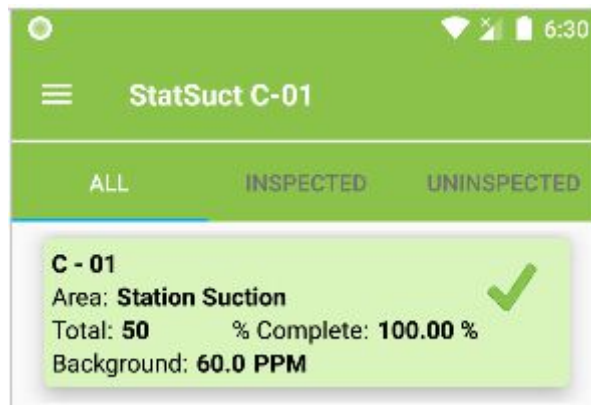 6:30
StatSuct C-01
ALL INSPECTED UNINSPECTED
C - 01
Area: Station Suction
Total: 50 % Complete: 100.00 %
Background: 60.0 PPM